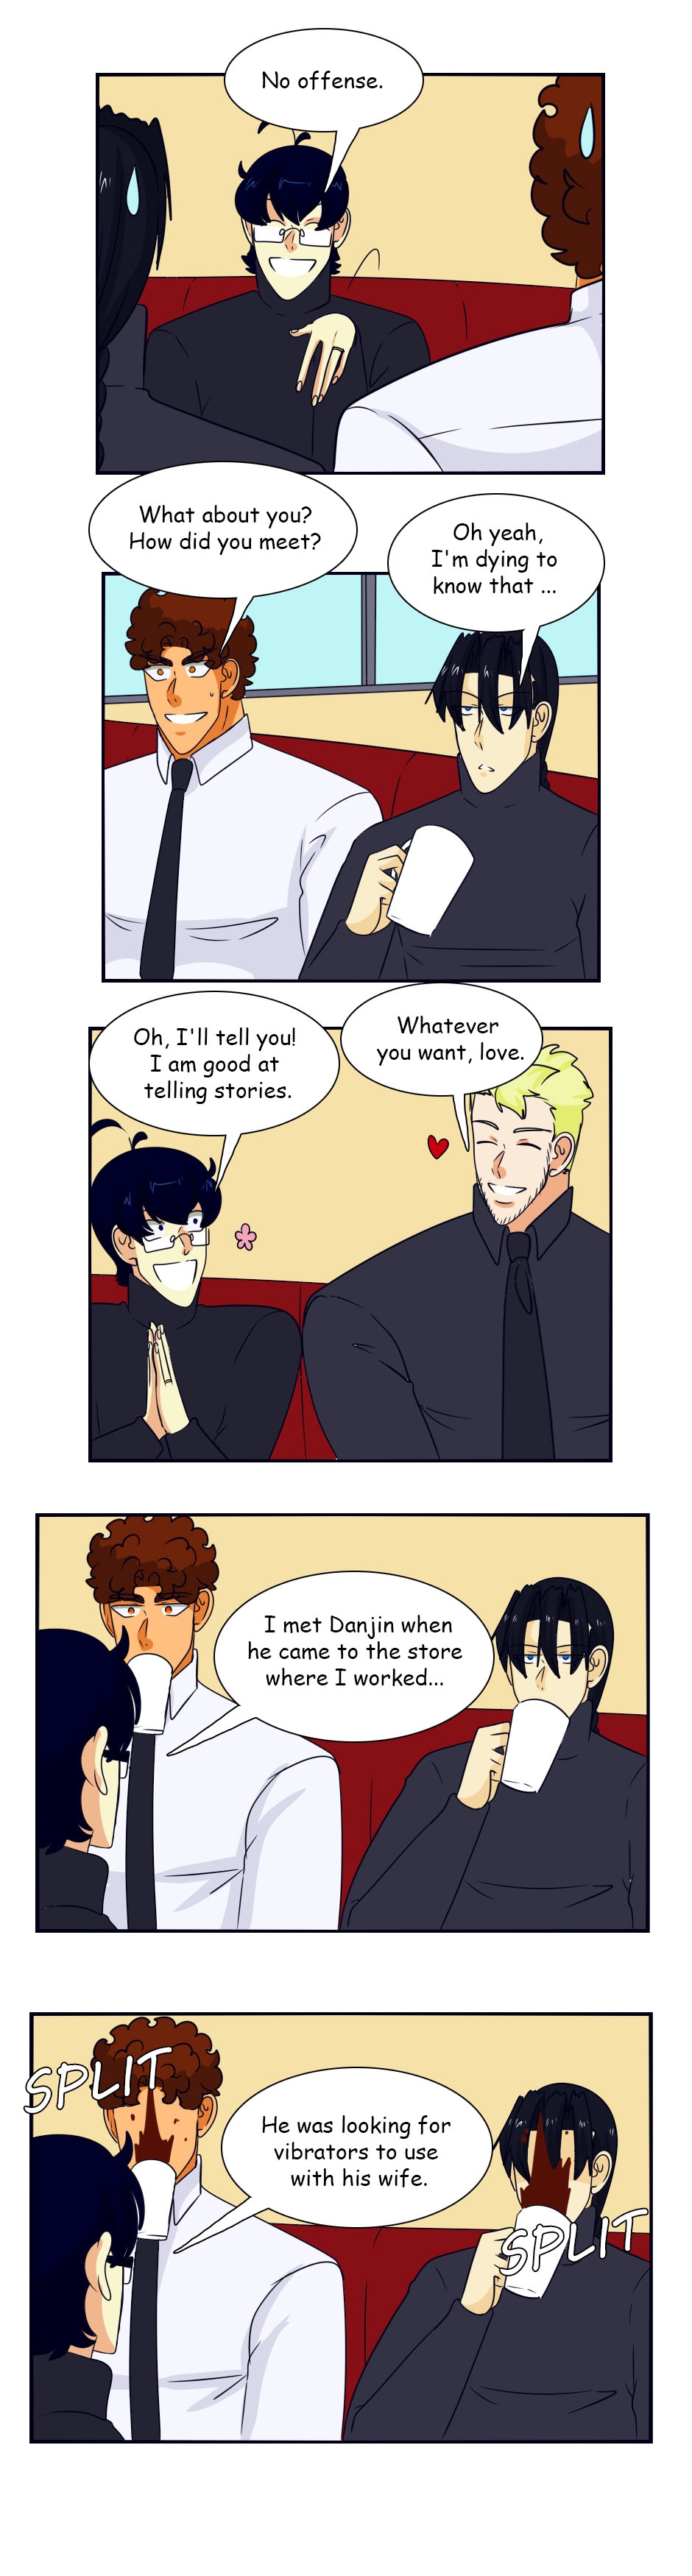 No offense.
What about you?
How did you meet?
Oh yeah,
I'm dying to
know that ...
Oh, I'll tell you!
I am good at
telling stories.
Whatever
you want, love.
I met Danjin when
he came to the store
where I worked...
SPLIT
He was looking for
vibrators to use
with his wife.
SPLIT